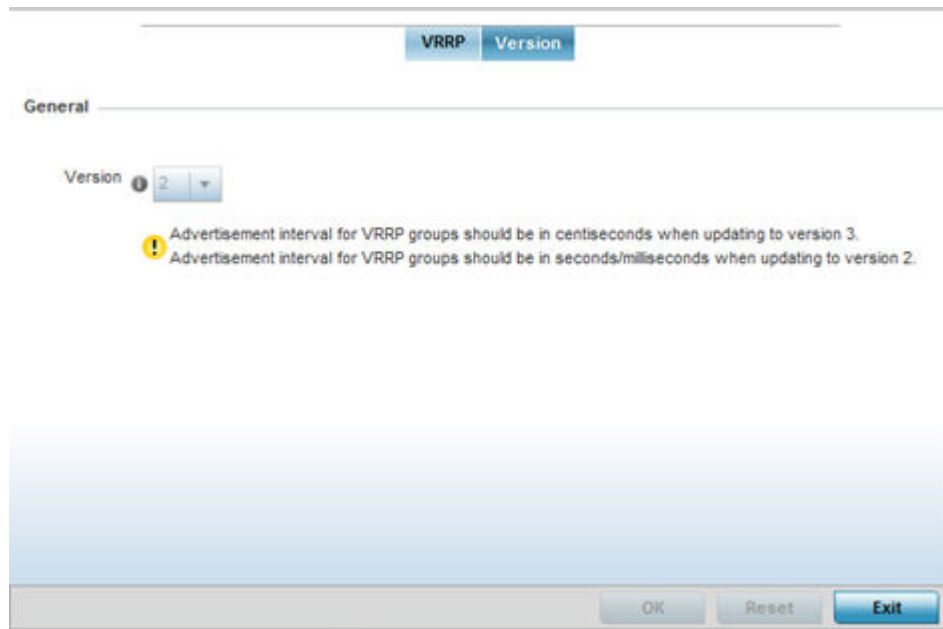 VRRP Version
General
Version 2
Advertisement interval for VRRP groups should be in centiseconds when updating to version 3.
Advertisement interval for VRRP groups should be in seconds/milliseconds when updating to version 2.
OK Reset Exit